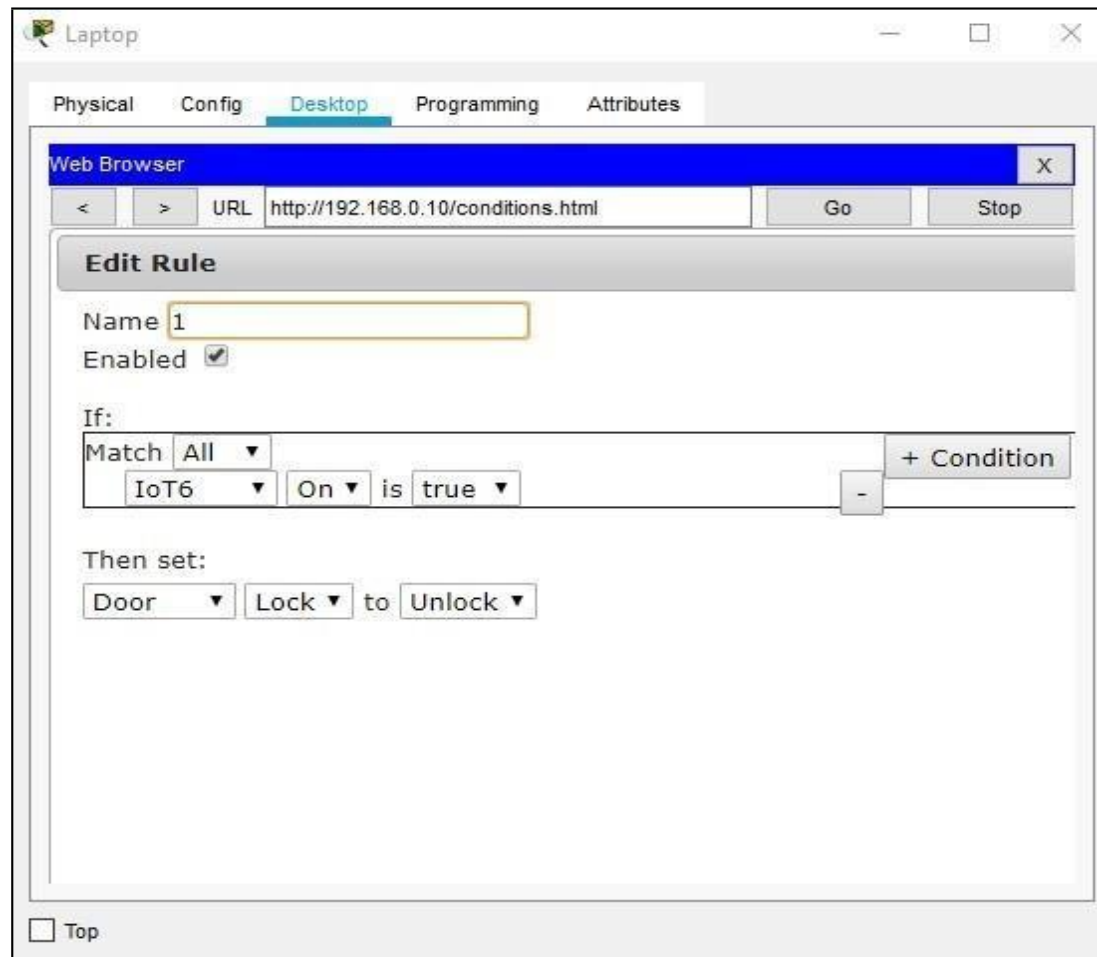 Laptop
Physical Config Desktop Programming Attributes
Web Browser X
< > URL http://192.168.0.10/conditions.html Go Stop
Edit Rule
Name 1
Enabled
If:
Match All + Condition
IoT6 On is true -
Then set:
Door Lock to Unlock
Top